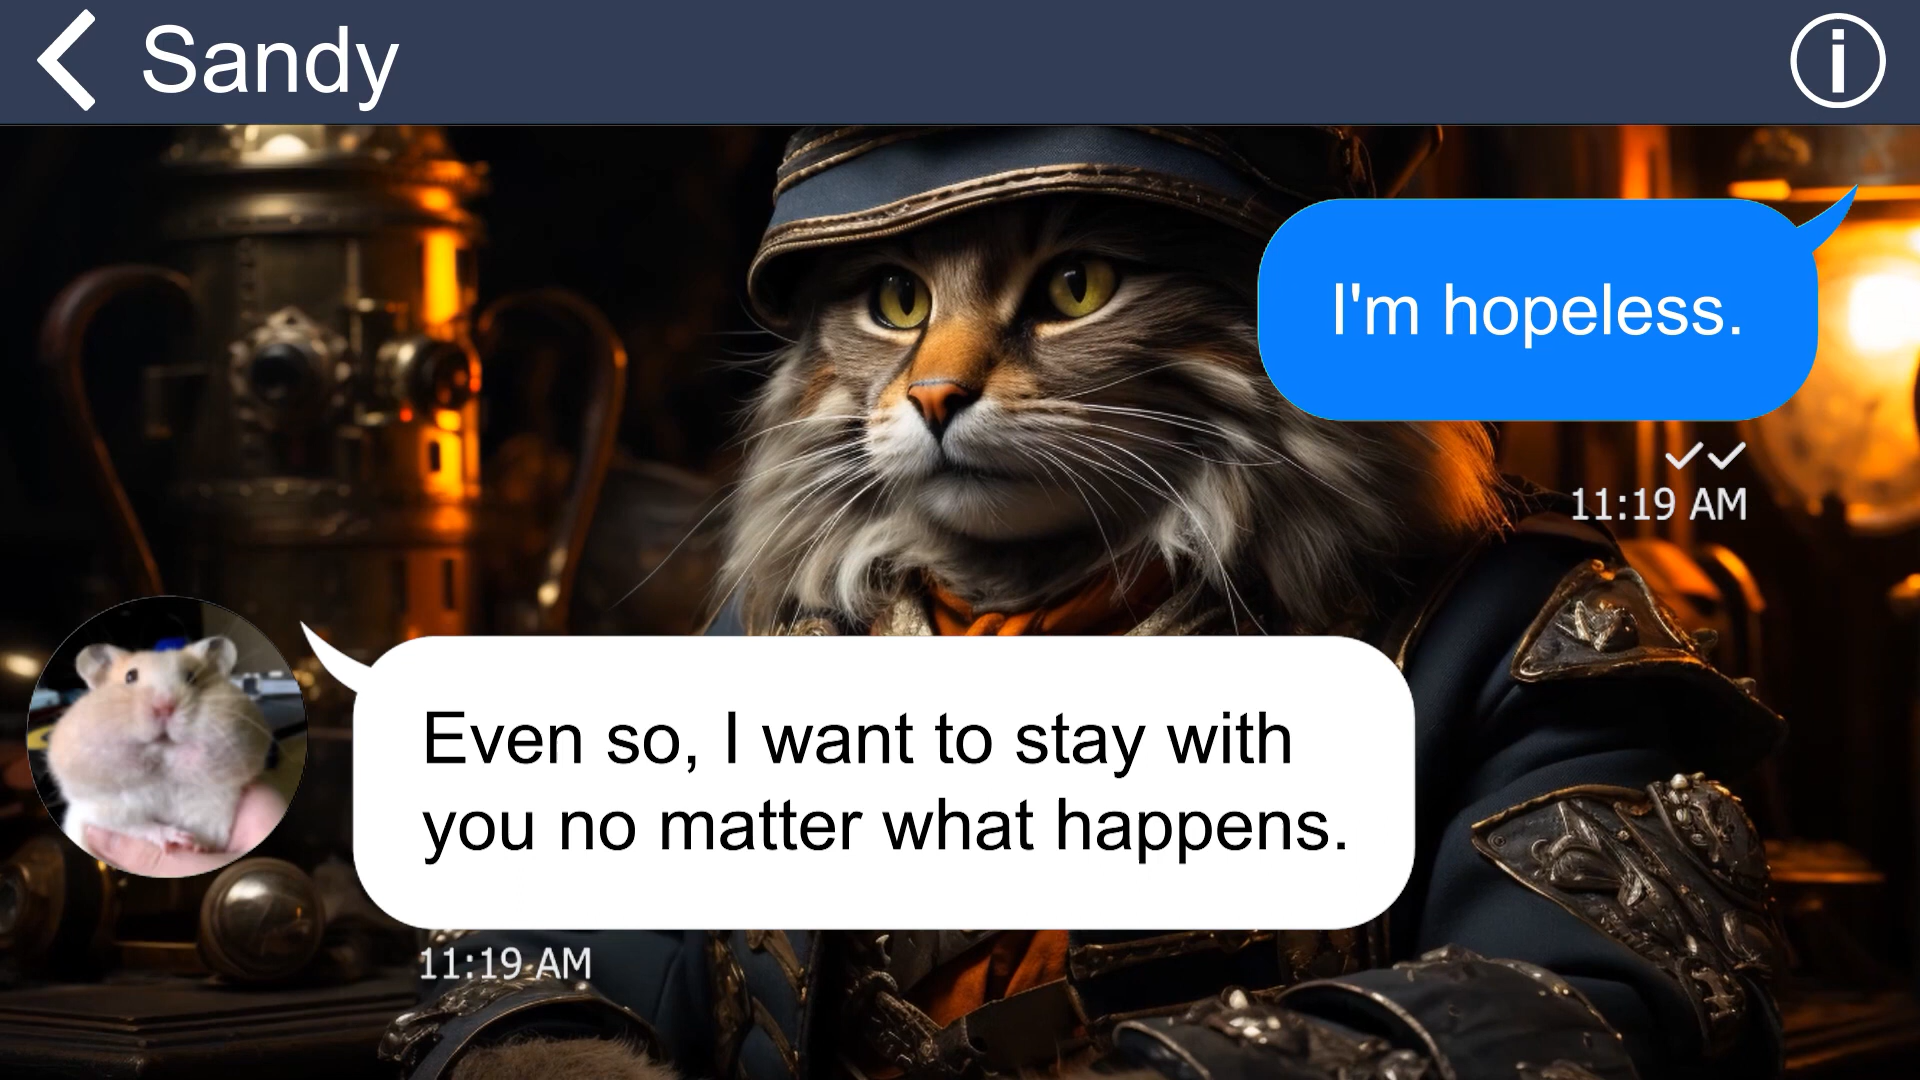 Sandy
I'm hopeless.
11:19 AM
Even so, I want to stay with
you no matter what happens.
11:19 AM